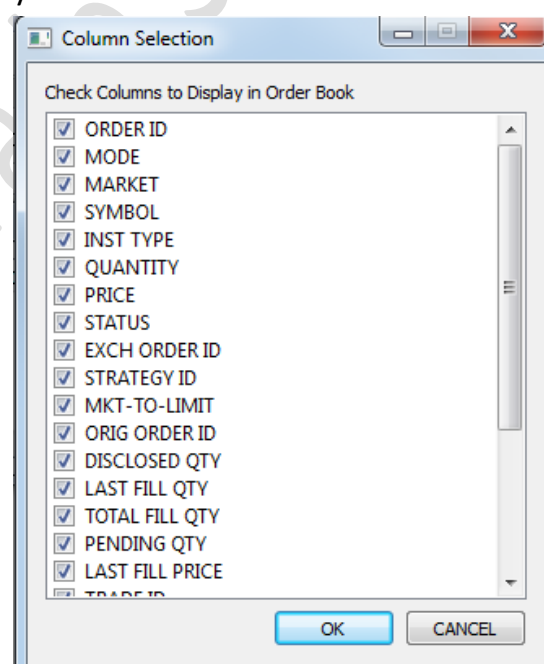 Column Selection
Check Columns to Display in Order Book
ORDER ID
MODE
MARKET
SYMBOL
INST TYPE
QUANTITY
PRICE
STATUS
EXCH ORDER ID
STRATEGY ID
MKT-TO-LIMIT
ORIG ORDER ID
DISCLOSED QTY
LAST FILL QTY
TOTAL FILL QTY
PENDING QTY
LAST FILL PRICE
TRADE ID
OK CANCEL